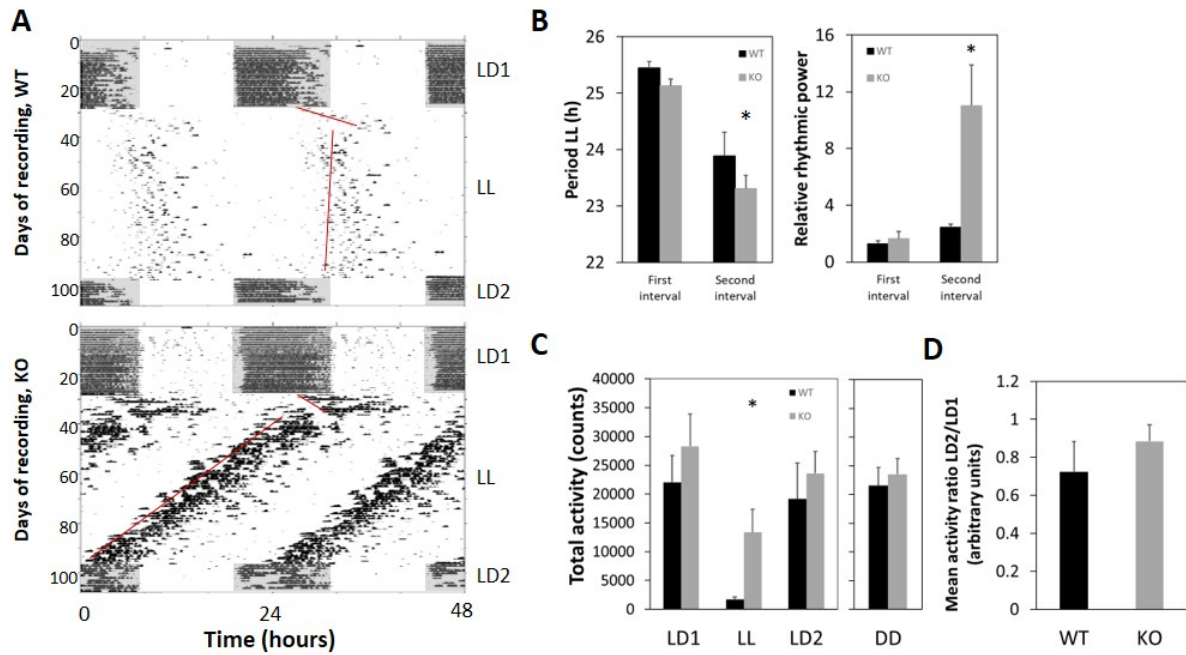 A
Days of recording, WT
0
20
40
60
80
100
LD1
LL
LD2
Days of recording, KO
0
20
40
60
80
100
LD1
LL
LD2
0
24
48
Time (hours)
B
Period LL (h)
26
25
24
23
22
WT
KO
*
First
interval
Second
interval
Relative rhythmic power
16
12
8
4
0
WT
KO
*
First
interval
Second
interval
C
Total activity (counts)
40000
35000
30000
25000
20000
15000
10000
5000
0
WT
KO
*
LD1
LL
LD2
DD
D
Mean activity ratio LD2/LD1
(arbitrary units)
1.2
1
0.8
0.6
0.4
0.2
0
WT
KO